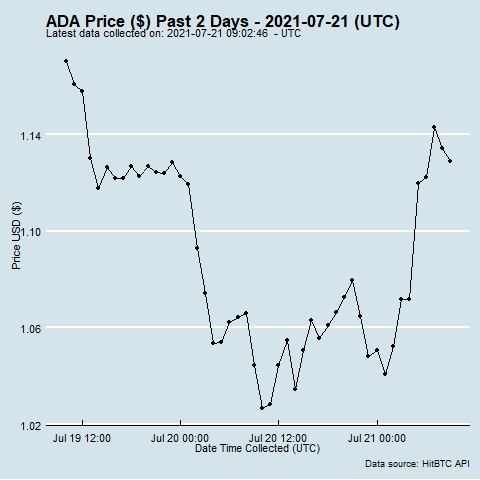 ADA Price ($) Past 2 Days - 2021-07-21 (UTC)
Latest data collected on: 2021-07-21 09:02:46 - UTC
1.14
1.10
1.06
1.02
Price USD ($)
Jul 19 12:00
Jul 20 00:00
Jul 20 12:00
Jul 21 00:00
Date Time Collected (UTC)
Data source: HitBTC API